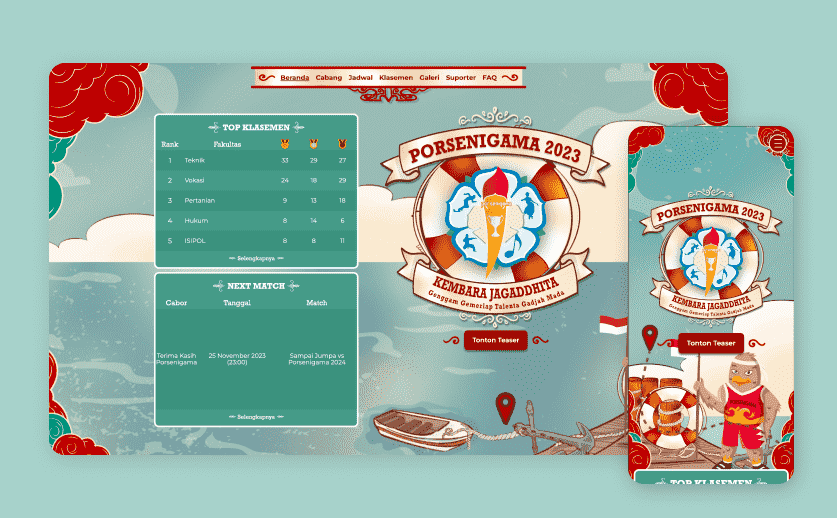 Beranda Cabang Jadwal Klasemen Galeri Suporter FAQ
TOP KLASEMEN
Rank Fakultas
1 Teknik 33 29 27
2 Vokasi 24 18 29
3 Pertanian 9 13 18
4 Hukum 8 14 6
5 ISIPOL 8 8 11
Selengkapnya
NEXT MATCH
Cabor Tanggal Match
Terima Kasih Porsenigama
25 November 2023 (23:00)
Sampai Jumpa vs Porsenigama 2024
Selengkapnya
PORSENIGAMA 2023
KEMBARA JAGADDHITA
Genggam Gemerlap Talenta Gadjah Mada
Tonton Teaser
PORSENIGAMA 2023
KEMBARA JAGADDHITA
Genggam Gemerlap Talenta Gadjah Mada
Tonton Teaser
TOP KLASEMEN